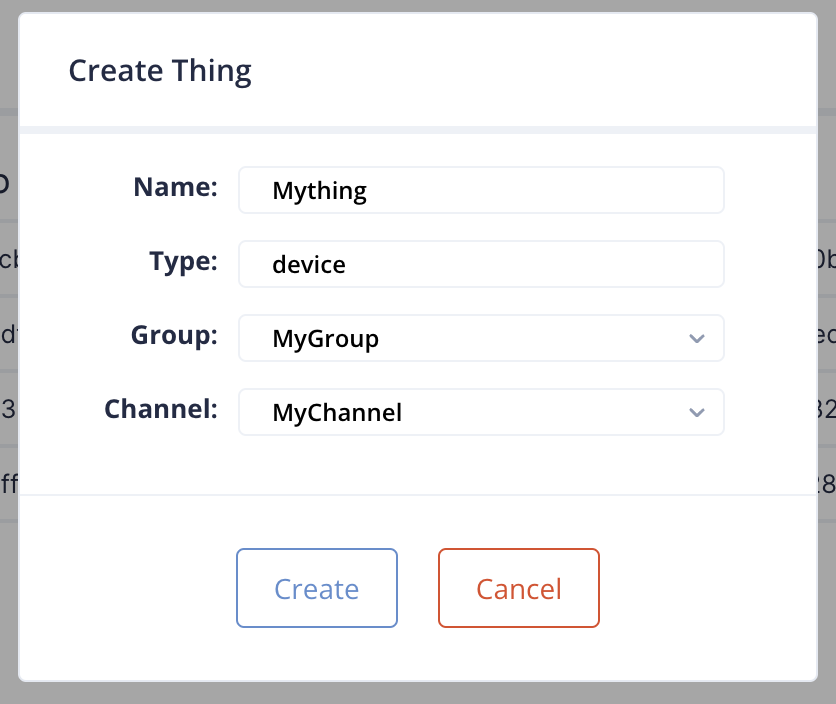 Create Thing
Name: Mything
Type: device
Group: MyGroup
Channel: MyChannel
Create Cancel